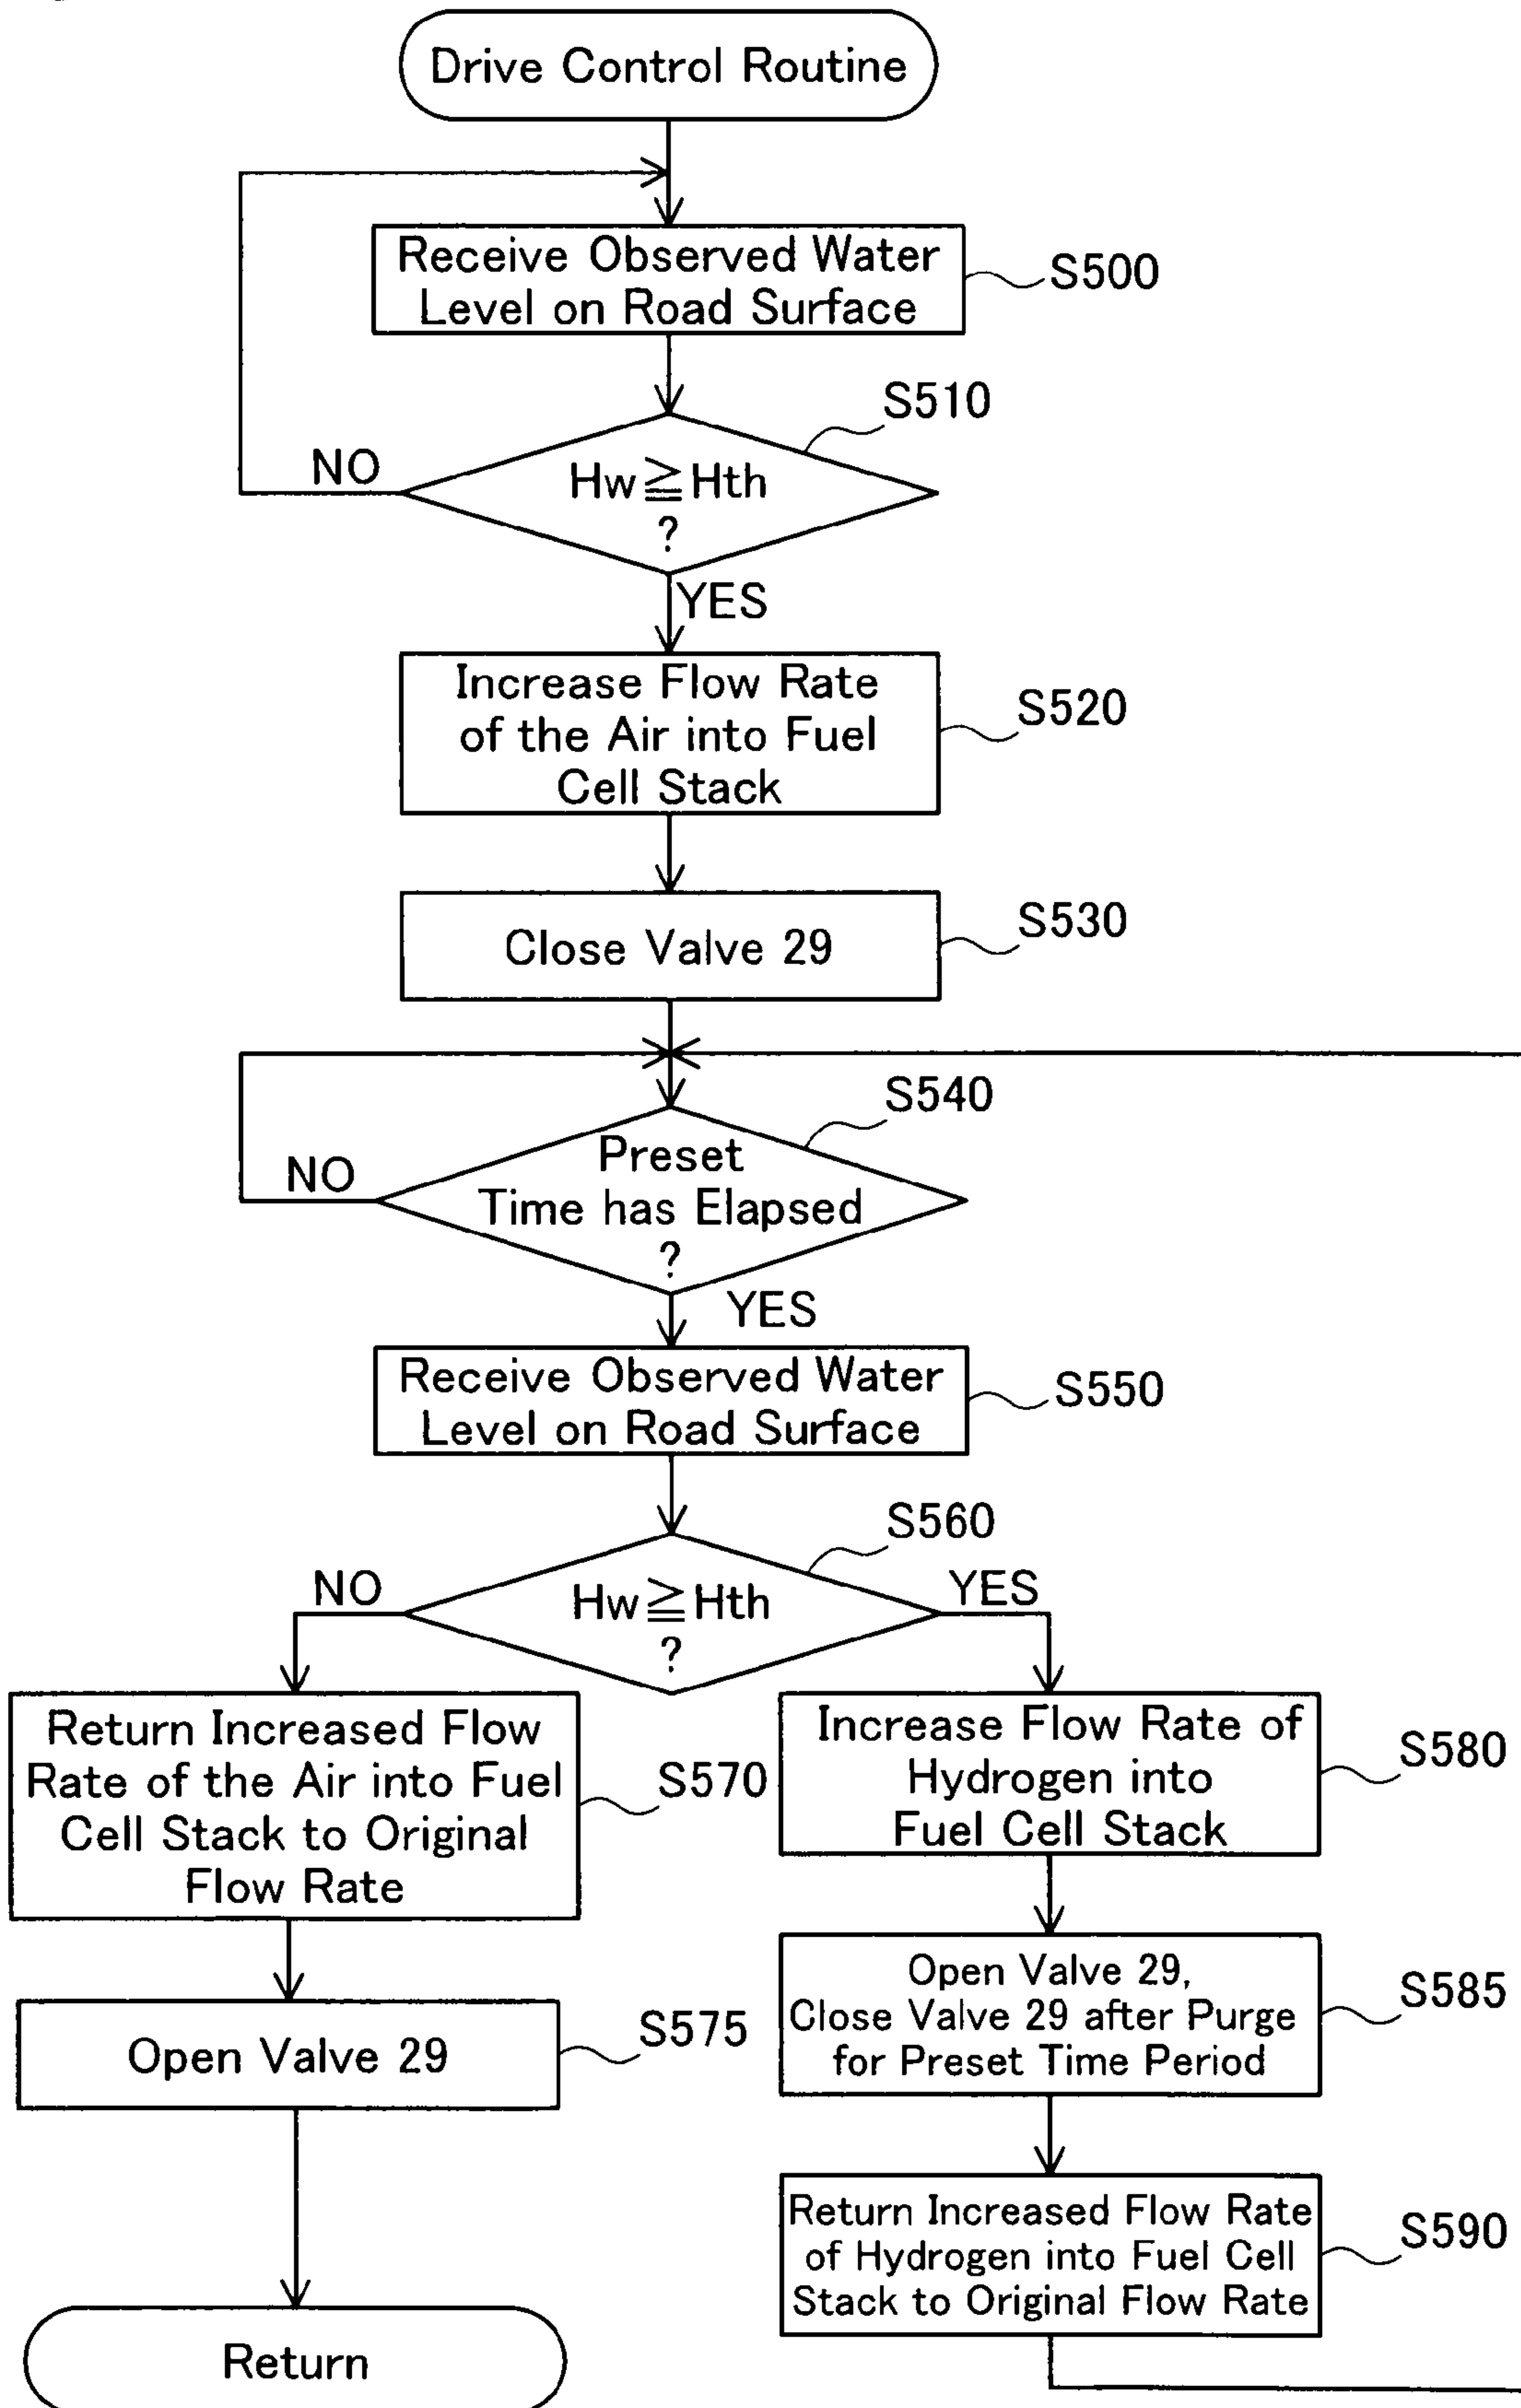 Drive Control Routine
Receive Observed Water
Level on Road Surface
S500
S510
Hw≧Hth
?
NO
YES
Increase Flow Rate
of the Air into Fuel
Cell Stack
S520
Close Valve 29
S530
S540
Preset
Time has Elapsed
?
NO
YES
Receive Observed Water
Level on Road Surface
S550
S560
Hw≧Hth
?
NO
YES
Return Increased Flow
Rate of the Air into Fuel
Cell Stack to Original
Flow Rate
S570
Increase Flow Rate of
Hydrogen into
Fuel Cell Stack
S580
Open Valve 29
S575
Open Valve 29,
Close Valve 29 after Purge
for Preset Time Period
S585
Return Increased Flow Rate
of Hydrogen into Fuel Cell
Stack to Original Flow Rate
S590
Return